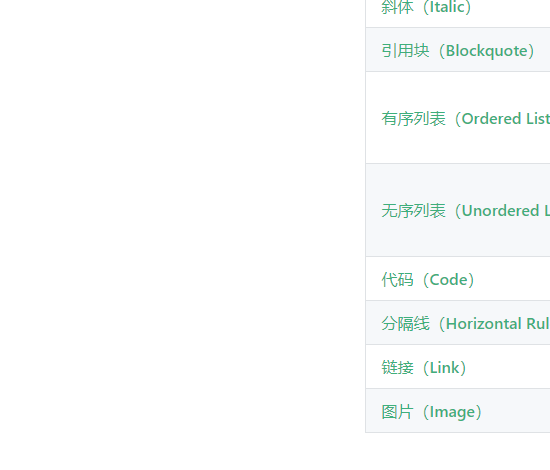 斜体（Italic）
引用块（Blockquote）
有序列表（Ordered List
无序列表（Unordered L
代码（Code）
分隔线（Horizontal Rul
链接（Link）
图片（Image）